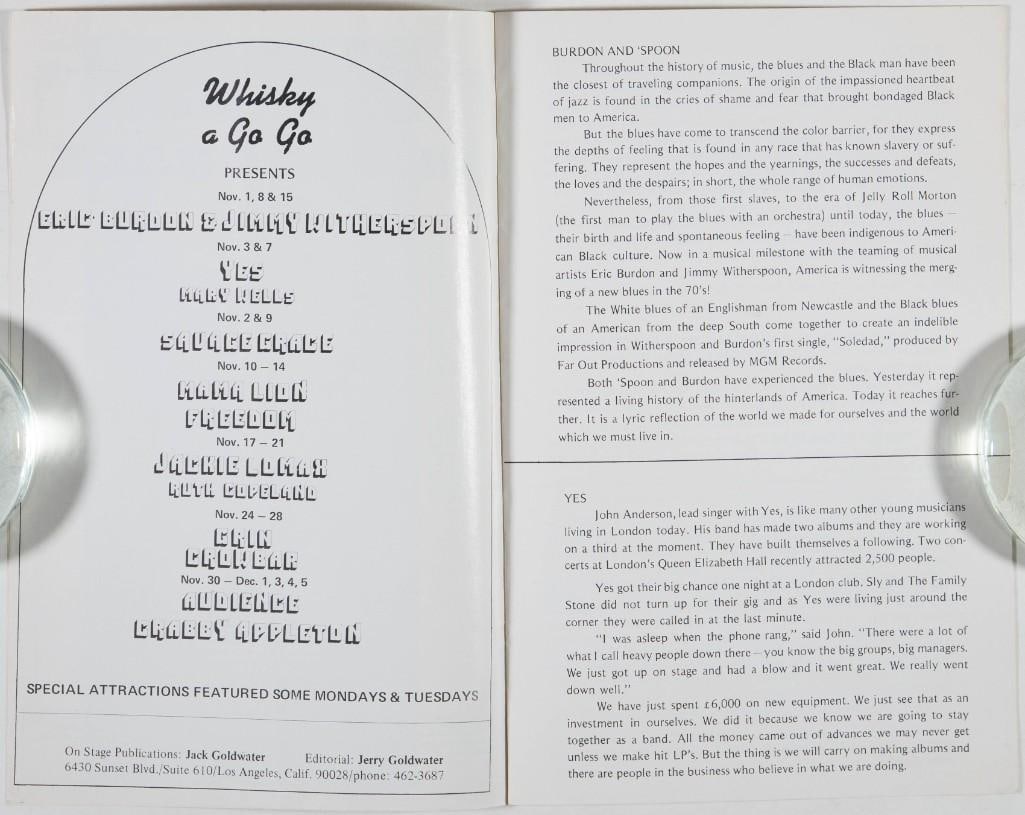 Whisky
a Go Go
PRESENTS
Nov. 1, 8 & 15
ERIC BURDON & JIMMY WITHERSPOON
Nov. 3 & 7
YES
MARY WELLS
Nov. 2 & 9
SAVAGE GRACE
Nov. 10 – 14
MAMA LION
FREEDOM
Nov. 17 – 21
JACKIE LOMAX
RUTH COPELAND
Nov. 24 – 28
GRIN
CROWBAR
Nov. 30 – Dec. 1, 3, 4, 5
AUDIENCE
CRABBY APPLETON
SPECIAL ATTRACTIONS FEATURED SOME MONDAYS & TUESDAYS
On Stage Publications: Jack Goldwater Editorial: Jerry Goldwater
6430 Sunset Blvd./Suite 610/Los Angeles, Calif. 90028/phone: 462-3687
BURDON AND 'SPOON
Throughout the history of music, the blues and the Black man have been
the closest of traveling companions. The origin of the impassioned heartbeat
of jazz is found in the cries of shame and fear that brought bondaged Black
men to America.
But the blues have come to transcend the color barrier, for they express
the depths of feeling that is found in any race that has known slavery or suf-
fering. They represent the hopes and the yearnings, the successes and defeats,
the loves and the despairs; in short, the whole range of human emotions.
Nevertheless, from those first slaves, to the era of Jelly Roll Morton
(the first man to play the blues with an orchestra) until today, the blues –
their birth and life and spontaneous feeling – have been indigenous to Ameri-
can Black culture. Now in a musical milestone with the teaming of musical
artists Eric Burdon and Jimmy Witherspoon, America is witnessing the merg-
ing of a new blues in the 70's!
The White blues of an Englishman from Newcastle and the Black blues
of an American from the deep South come together to create an indelible
impression in Witherspoon and Burdon's first single, "Soledad," produced by
Far Out Productions and released by MGM Records.
Both 'Spoon and Burdon have experienced the blues. Yesterday it rep-
resented a living history of the hinterlands of America. Today it reaches fur-
ther. It is a lyric reflection of the world we made for ourselves and the world
which we must live in.
YES
John Anderson, lead singer with Yes, is like many other young musicians
living in London today. His band has made two albums and they are working
on a third at the moment. They have built themselves a following. Two con-
certs at London's Queen Elizabeth Hall recently attracted 2,500 people.
Yes got their big chance one night at a London club. Sly and The Family
Stone did not turn up for their gig and as Yes were living just around the
corner they were called in at the last minute.
"I was asleep when the phone rang," said John. "There were a lot of
what I call heavy people down there – you know the big groups, big managers.
We just got up on stage and had a blow and it went great. We really went
down well."
We have just spent £6,000 on new equipment. We just see that as an
investment in ourselves. We did it because we know we are going to stay
together as a band. All the money came out of advances we may never get
unless we make hit LP's. But the thing is we will carry on making albums and
there are people in the business who believe in what we are doing.